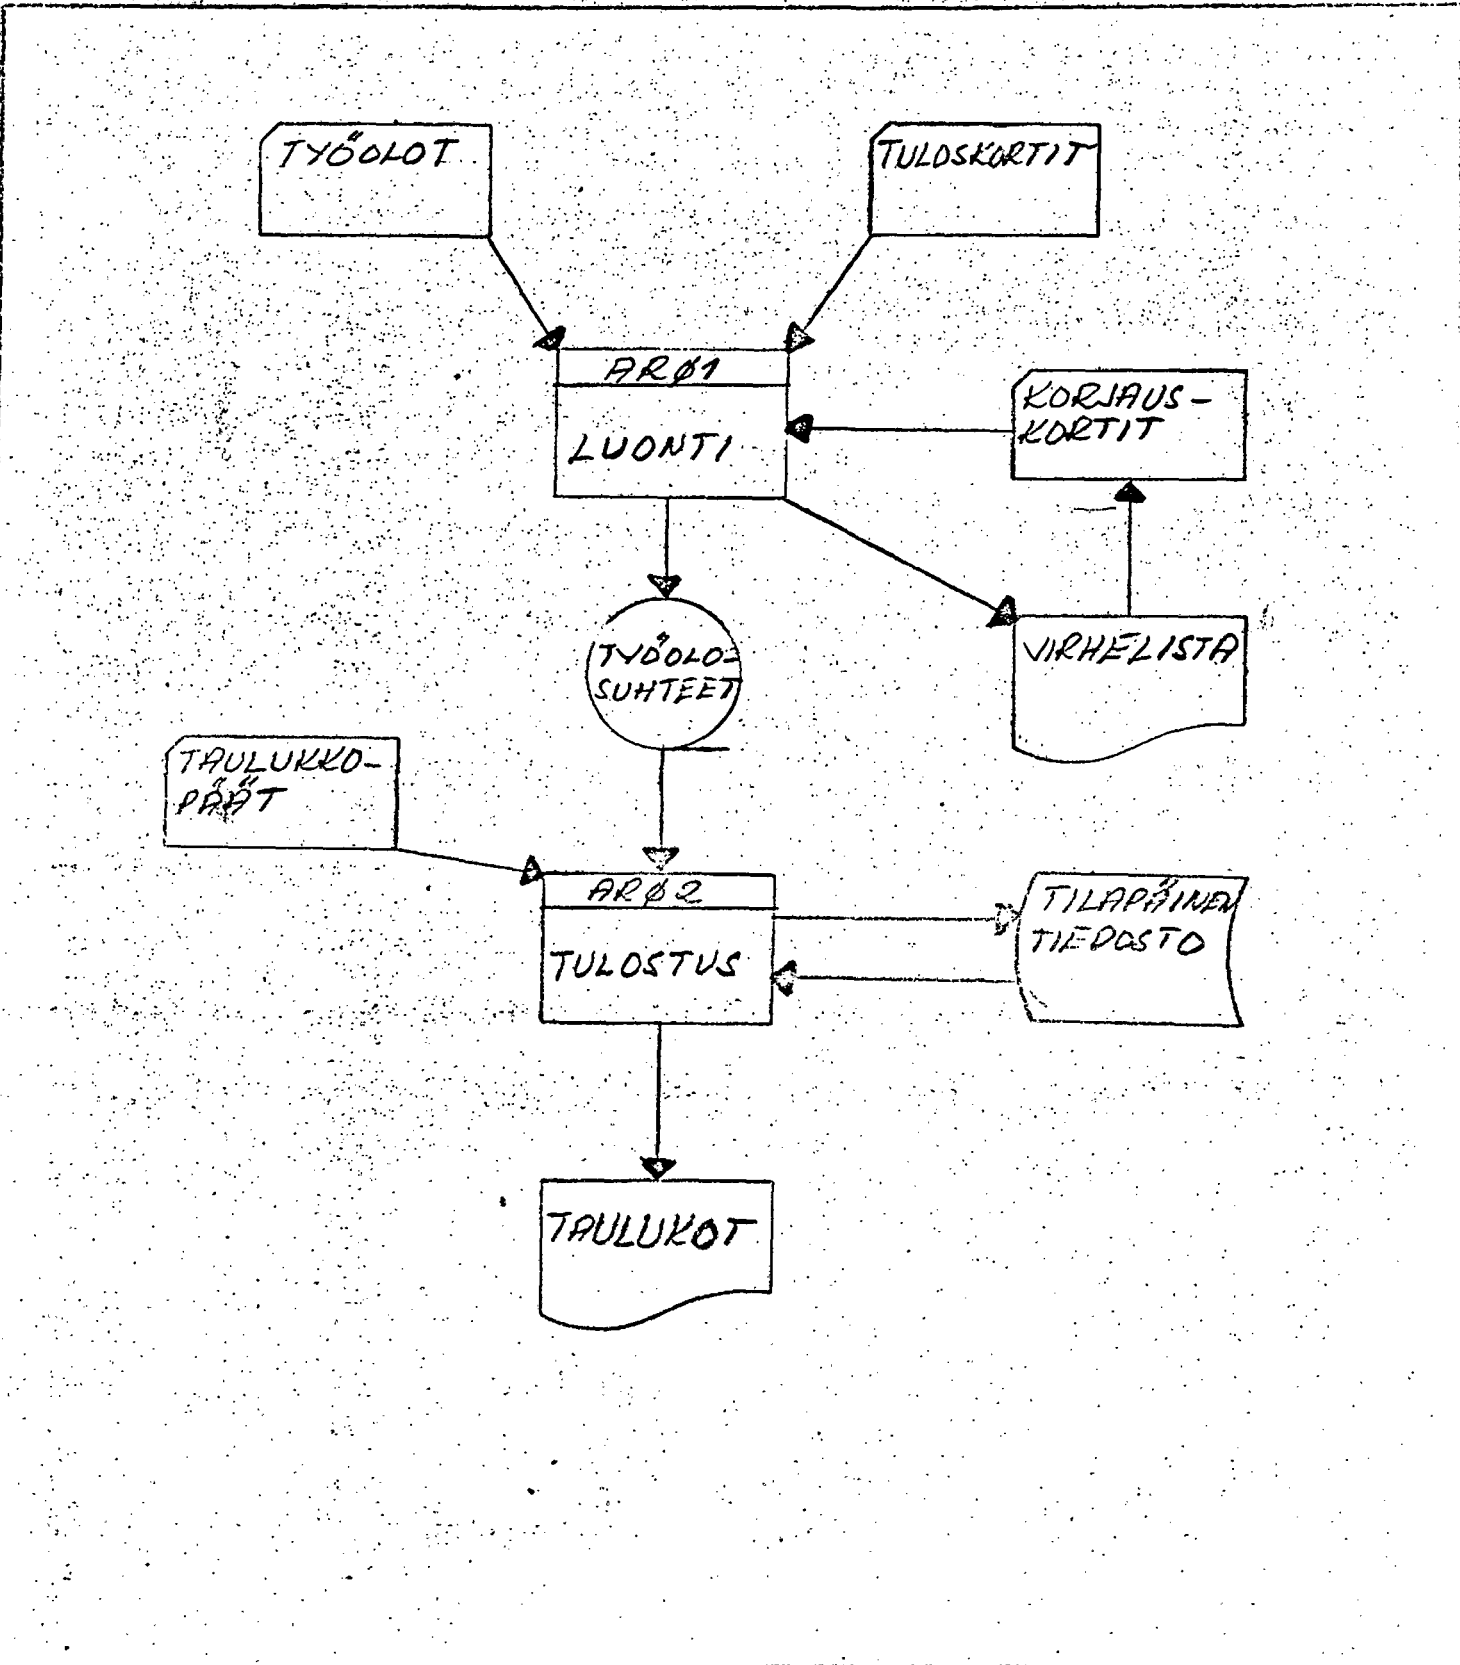 TYÖOLOT
TULOSKORTIT
ARØ1
LUONTI
KORJAUS-
KORTIT
TYÖOLO-
SUHTEET
VIRHELISTA
TAULUKKO-
PÄÄT
ARØ2
TULOSTUS
TILAPÄINEN
TIEDOSTO
TAULUKOT